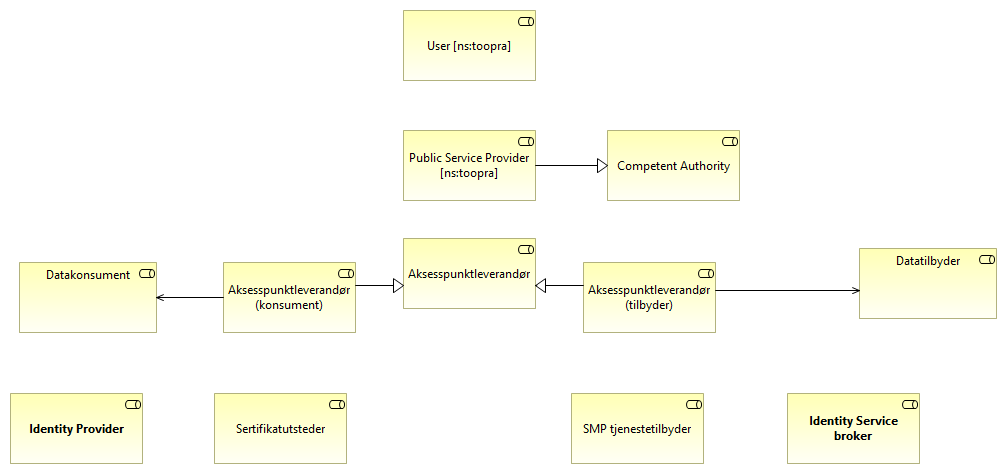 User [ns:toopra]
Public Service Provider
[ns:toopra]
Competent Authority
Datakonsument
Aksesspunktleverandør
(konsument)
Aksesspunktleverandør
Aksesspunktleverandør
(tilbyder)
Datatilbyder
Identity Provider
Sertifikatutsteder
SMP tjenestetilbyder
Identity Service
broker